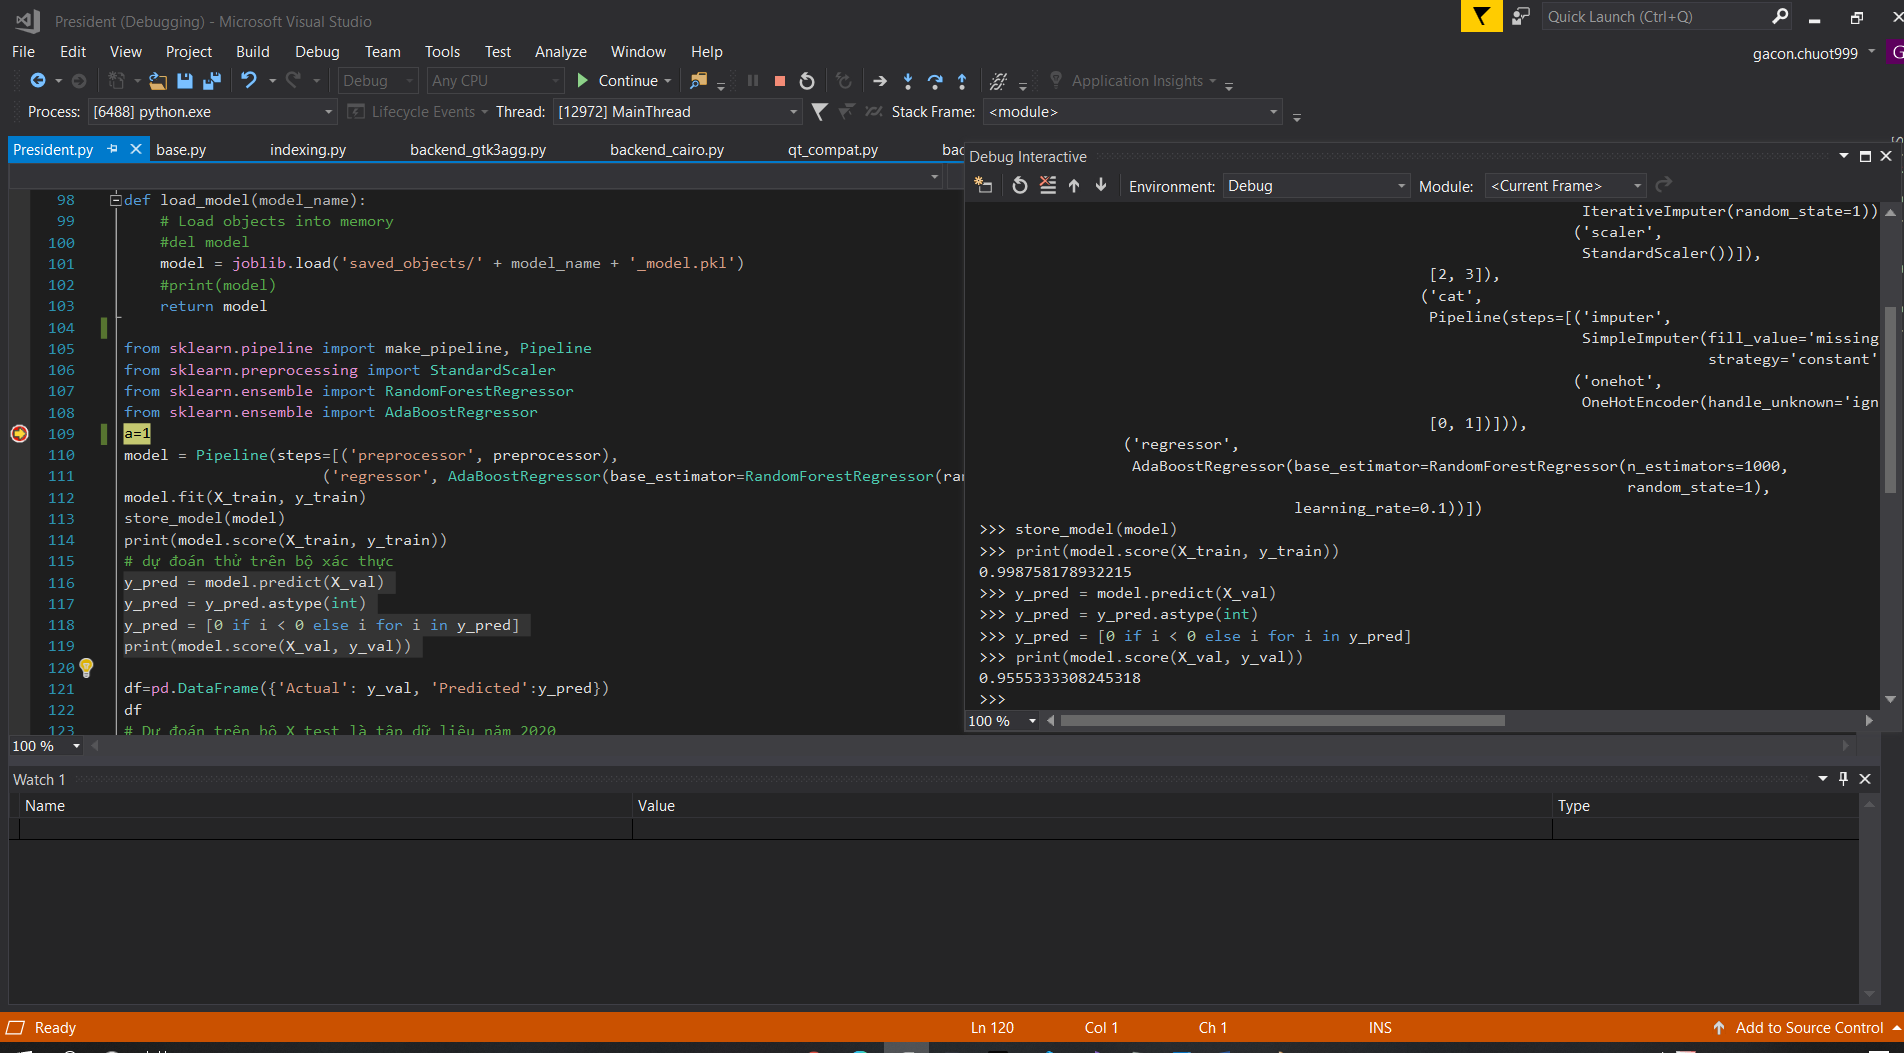 President (Debugging) - Microsoft Visual Studio
Quick Launch (Ctrl+Q)
File Edit View Project Build Debug Team Tools Test Analyze Window Help
gacon.chuot999 G
Debug Any CPU Continue Application Insights
Process: [6488] python.exe Lifecycle Events Thread: [12972] MainThread Stack Frame: <module>
President.py base.py indexing.py backend_gtk3agg.py backend_cairo.py qt_compat.py bac
98 def load_model(model_name):
99 # Load objects into memory
100 #del model
101 model = joblib.load('saved_objects/' + model_name + '_model.pkl')
102 #print(model)
103 return model
104
105 from sklearn.pipeline import make_pipeline, Pipeline
106 from sklearn.preprocessing import StandardScaler
107 from sklearn.ensemble import RandomForestRegressor
108 from sklearn.ensemble import AdaBoostRegressor
109 a=1
110 model = Pipeline(steps=[('preprocessor', preprocessor),
111 ('regressor', AdaBoostRegressor(base_estimator=RandomForestRegressor(ran
112 model.fit(X_train, y_train)
113 store_model(model)
114 print(model.score(X_train, y_train))
115 # dự đoán thử trên bộ xác thực
116 y_pred = model.predict(X_val)
117 y_pred = y_pred.astype(int)
118 y_pred = [0 if i < 0 else i for i in y_pred]
119 print(model.score(X_val, y_val))
120
121 df=pd.DataFrame({'Actual': y_val, 'Predicted':y_pred})
122 df
123 # Dự đoán trên bộ X_test là tập dữ liệu năm 2020
100 %
Debug Interactive
Environment: Debug Module: <Current Frame>
IterativeImputer(random_state=1))
('scaler',
StandardScaler())]),
[2, 3]),
('cat',
Pipeline(steps=[('imputer',
SimpleImputer(fill_value='missing
strategy='constant'
('onehot',
OneHotEncoder(handle_unknown='ign
[0, 1])])),
('regressor',
AdaBoostRegressor(base_estimator=RandomForestRegressor(n_estimators=1000,
random_state=1),
learning_rate=0.1))])
>>> store_model(model)
>>> print(model.score(X_train, y_train))
0.998758178932215
>>> y_pred = model.predict(X_val)
>>> y_pred = y_pred.astype(int)
>>> y_pred = [0 if i < 0 else i for i in y_pred]
>>> print(model.score(X_val, y_val))
0.9555333308245318
>>>
100 %
Watch 1
Name Value Type
Ready Ln 120 Col 1 Ch 1 INS Add to Source Control